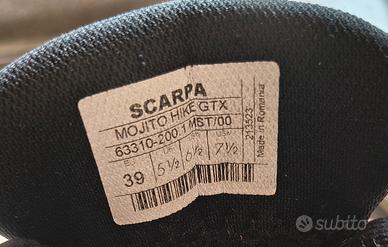 SCARPA
MOJITO HIKE GTX
63310-200.1 MST/00
39 5½ 6½ 7½
213523
Made in Romania
subito